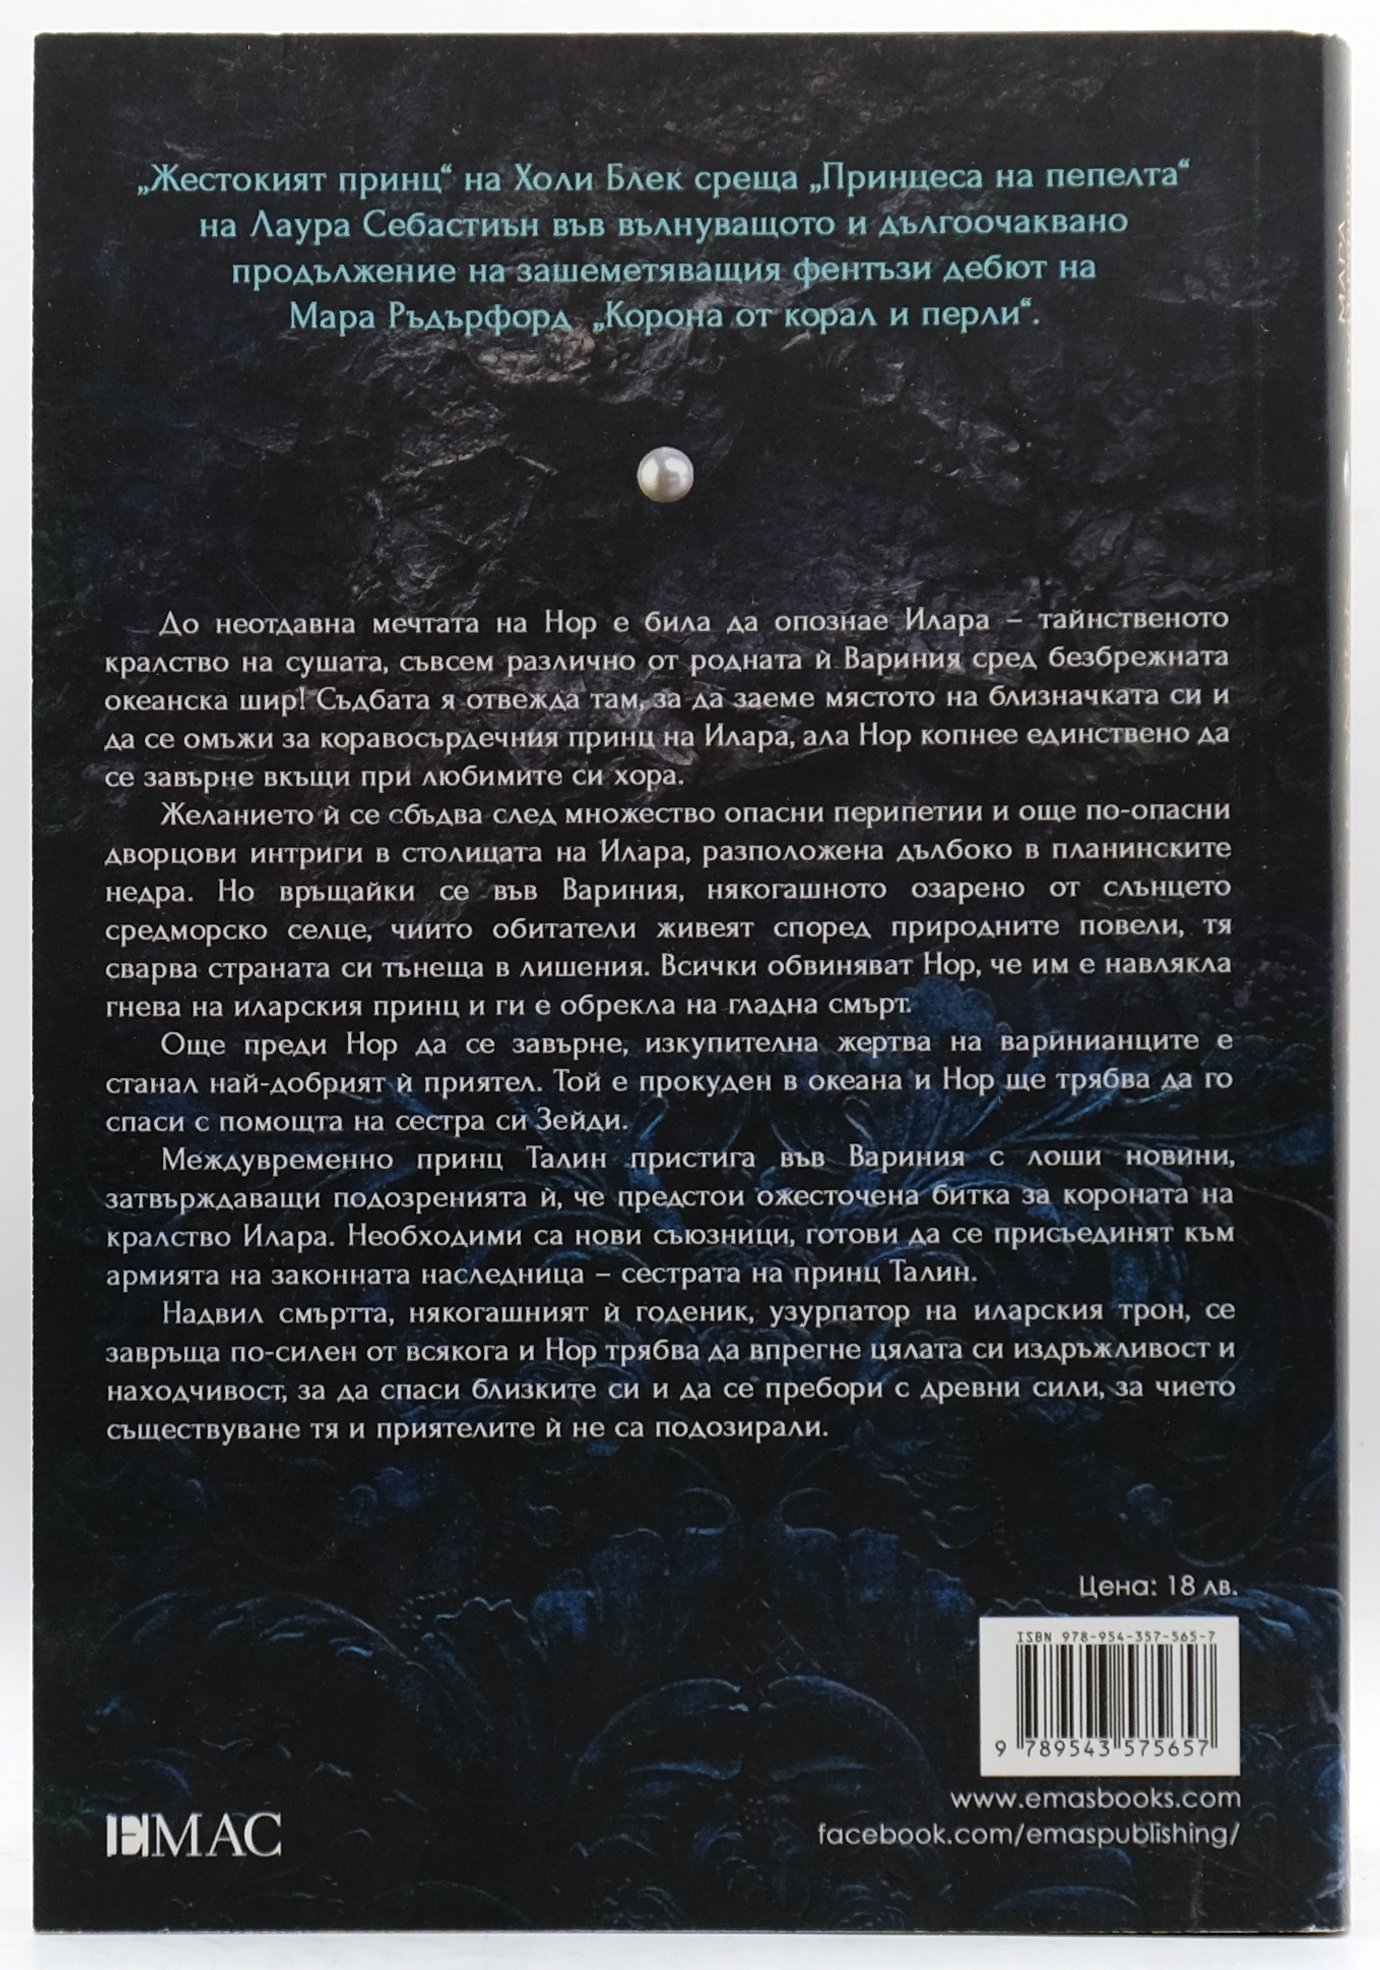 „Жестокият принц“ на Холи Блек среща „Принцеса на пепелта“
на Лаура Себастиън във вълнуващото и дългоочаквано
продължение на зашеметяващия фентъзи дебют на
Мара Ръдърфорд „Корона от корал и перли“.
До неотдавна мечтата на Нор е била да опознае Илара – тайнственото
кралство на сушата, съвсем различно от родната ѝ Вариния сред безбрежната
океанска шир! Съдбата я отвежда там, за да заеме мястото на близначката си и
да се омъжи за коравосърдечния принц на Илара, ала Нор копнее единствено да
се завърне вкъщи при любимите си хора.
Желанието ѝ се сбъдва след множество опасни перипетии и още по-опасни
дворцови интриги в столицата на Илара, разположена дълбоко в планинските
недра. Но връщайки се във Вариния, някогашното озарено от слънцето
средморско селце, чиито обитатели живеят според природните повели, тя
сварва страната си тънеща в лишения. Всички обвиняват Нор, че им е навлякла
гнева на иларския принц и ги е обрекла на гладна смърт.
Още преди Нор да се завърне, изкупителна жертва на варинианците е
станал най-добрият ѝ приятел. Той е прокуден в океана и Нор ще трябва да го
спаси с помощта на сестра си Зейди.
Междувременно принц Талин пристига във Вариния с лоши новини,
затвърждаващи подозренията ѝ, че предстои ожесточена битка за короната на
кралство Илара. Необходими са нови съюзници, готови да се присъединят към
армията на законната наследница – сестрата на принц Талин.
Надвил смъртта, някогашният ѝ годеник, узурпатор на иларския трон, се
завръща по-силен от всякога и Нор трябва да впрегне цялата си издръжливост и
находчивост, за да спаси близките си и да се пребори с древни сили, за чието
съществуване тя и приятелите ѝ не са подозирали.
Цена: 18 лв.
ISBN 978-954-357-565-7
9 789543 575657
www.emasbooks.com
facebook.com/emaspublishing/
ЕМАС
МАРА